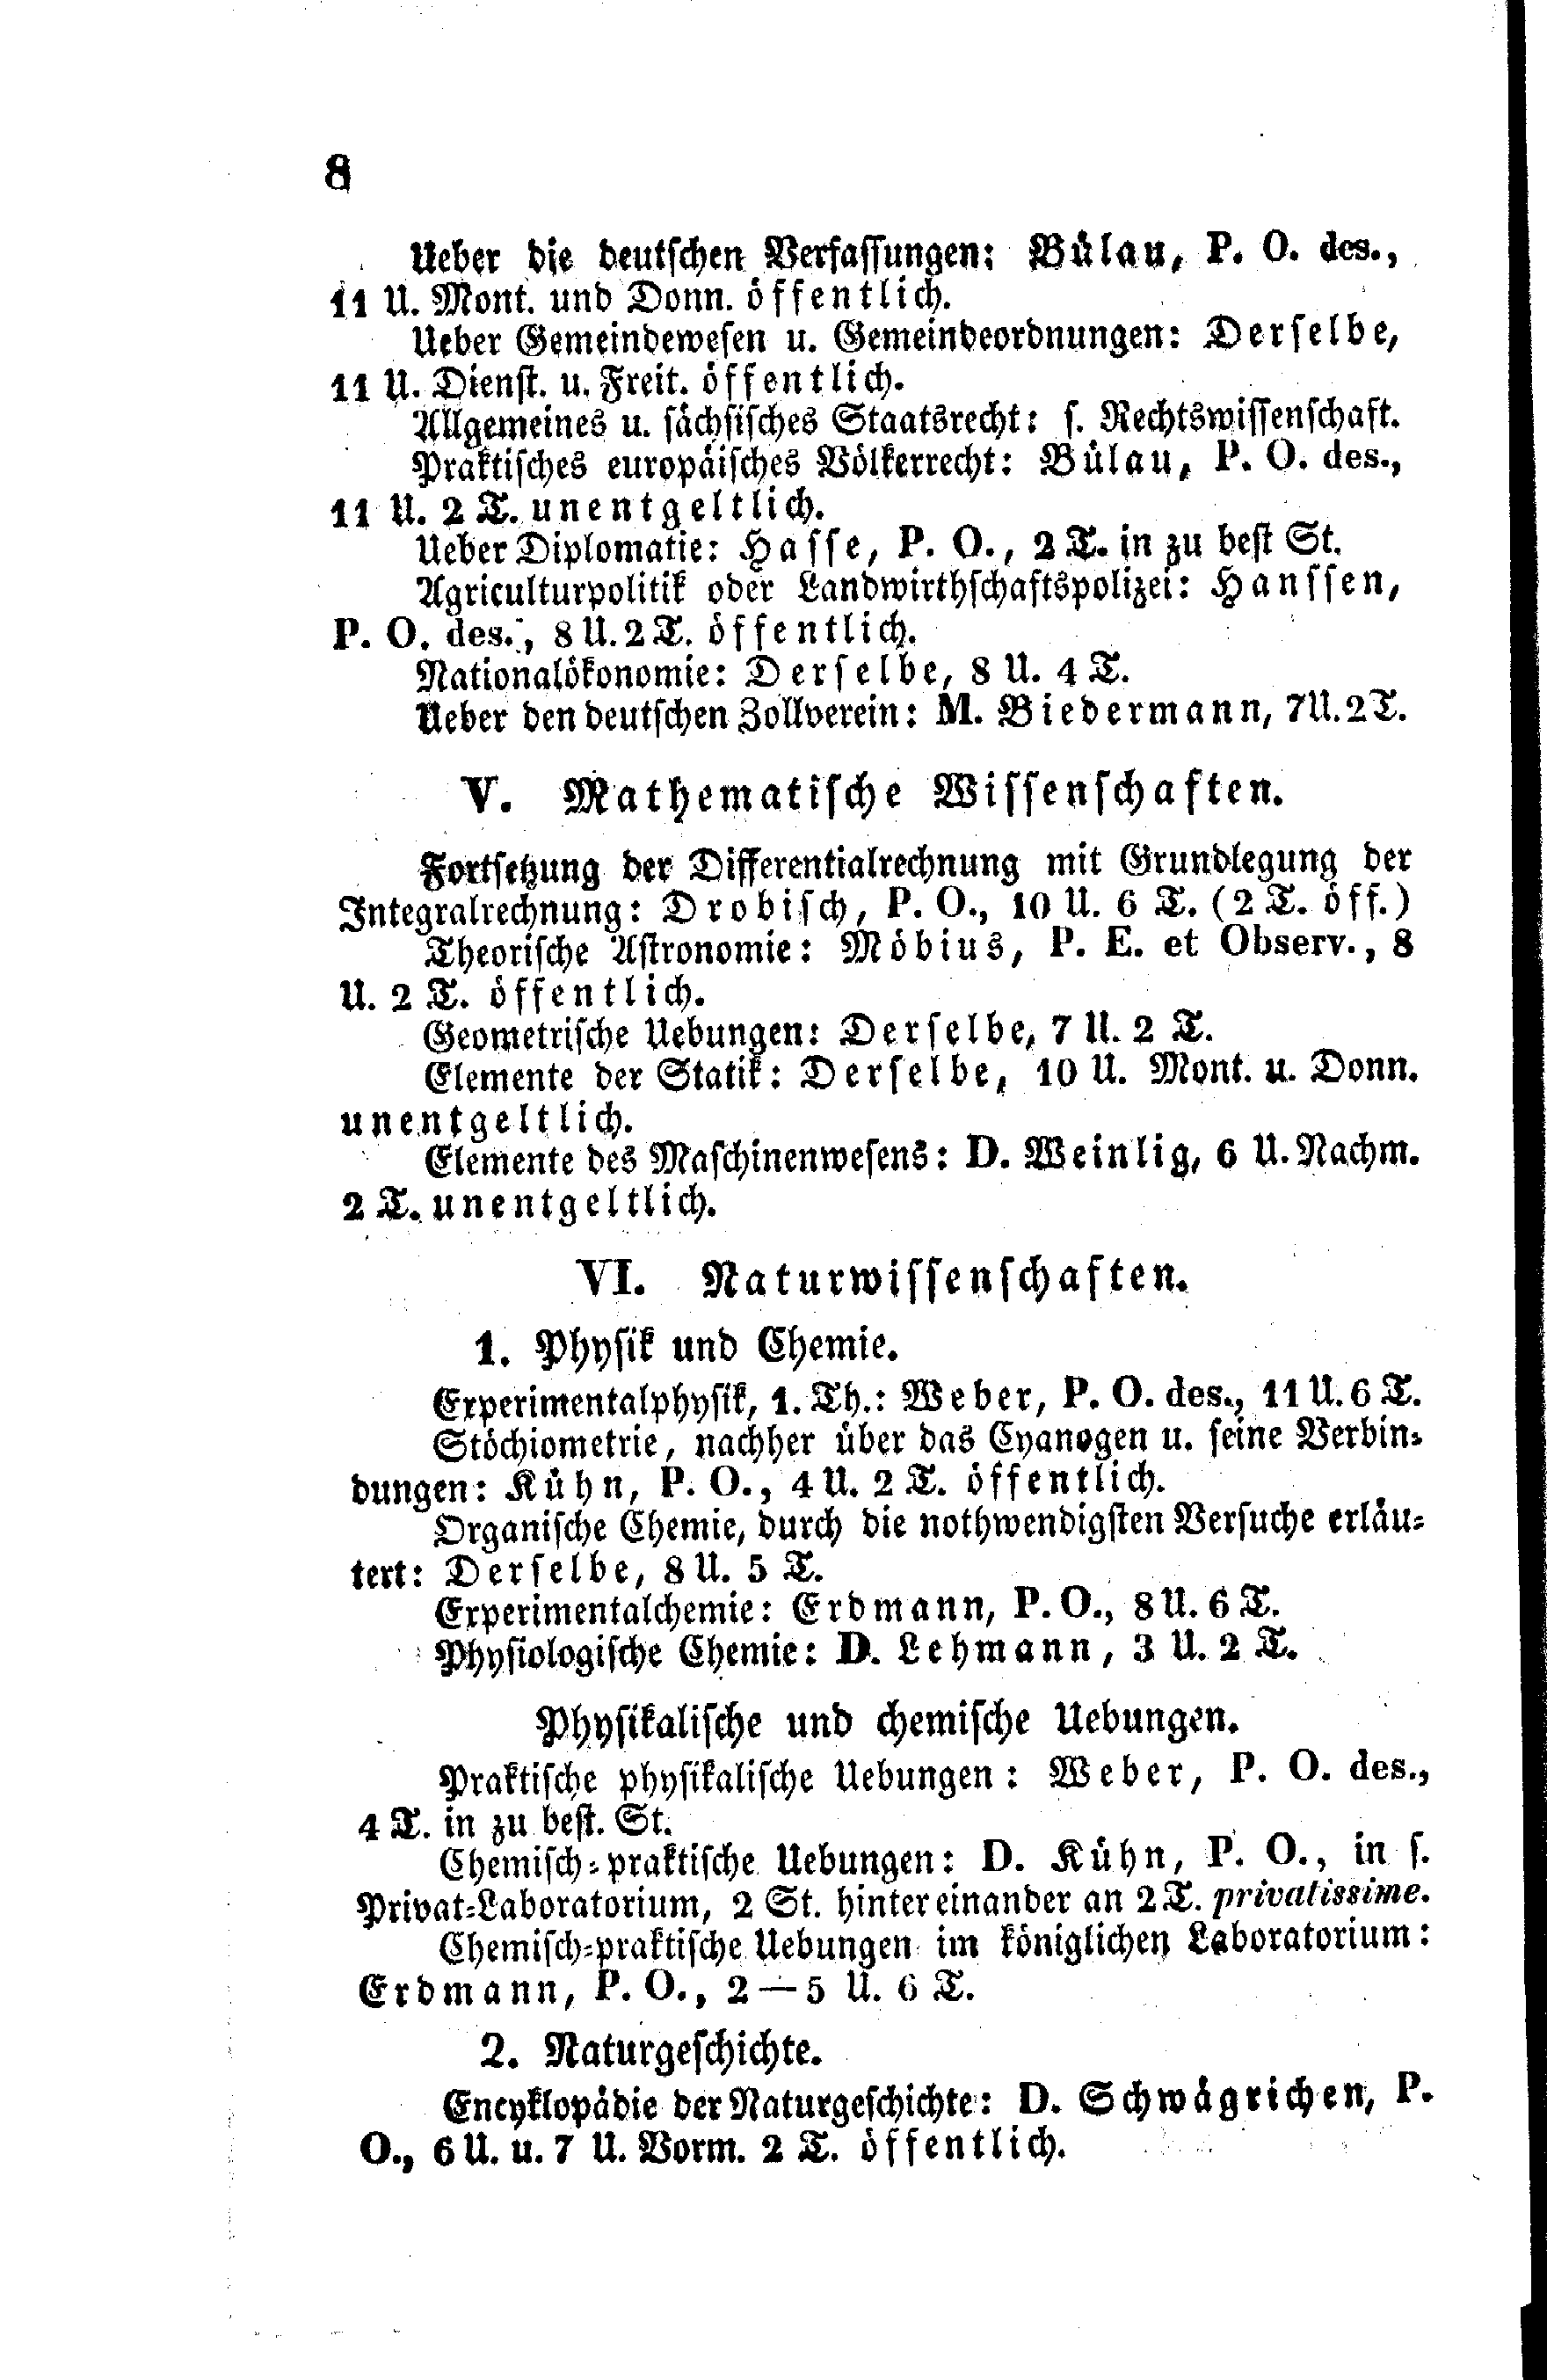 8
Ueber die deutschen Verfassungen: Bülau, P. O. des.,
11 U. Mont. und Donn. öffentlich.
Ueber Gemeindewesen u. Gemeindeordnungen: Derselbe,
11 U. Dienst. u. Freit. öffentlich.
Allgemeines u. sächsisches Staatsrecht: s. Rechtswissenschaft.
Praktisches europäisches Völkerrecht: Bülau, P. O. des.,
11 U. 2 T. unentgeltlich.
Ueber Diplomatie: Hasse, P. O., 2 T. in zu best St.
Agriculturpolitik oder Landwirthschaftspolizei: Hanssen,
P. O. des., 8 U. 2 T. öffentlich.
Nationalökonomie: Derselbe, 8 U. 4 T.
Ueber den deutschen Zollverein: M. Biedermann, 7 U. 2 T.
V. Mathematische Wissenschaften.
Fortsetzung der Differentialrechnung mit Grundlegung der
Integralrechnung: Drobisch, P. O., 10 U. 6 T. (2 T. öff.)
Theorische Astronomie: Möbius, P. E. et Observ., 8
U. 2 T. öffentlich.
Geometrische Uebungen: Derselbe, 7 U. 2 T.
Elemente der Statik: Derselbe, 10 U. Mont. u. Donn.
unentgeltlich.
Elemente des Maschinenwesens: D. Weinlig, 6 U. Nachm.
2 T. unentgeltlich.
VI. Naturwissenschaften.
1. Physik und Chemie.
Experimentalphysik, 1. Th.: Weber, P. O. des., 11 U. 6 T.
Stöchiometrie, nachher über das Cyanogen u. seine Verbin-
dungen: Kühn, P. O., 4 U. 2 T. öffentlich.
Organische Chemie, durch die nothwendigsten Versuche erläu-
tert: Derselbe, 8 U. 5 T.
Experimentalchemie: Erdmann, P. O., 8 U. 6 T.
Physiologische Chemie: D. Lehmann, 3 U. 2 T.
Physikalische und chemische Uebungen.
Praktische physikalische Uebungen: Weber, P. O. des.,
4 T. in zu best. St.
Chemisch-praktische Uebungen: D. Kühn, P. O., in s.
Privat-Laboratorium, 2 St. hintereinander an 2 T. privatissime.
Chemisch-praktische Uebungen im königlichen Laboratorium:
Erdmann, P. O., 2—5 U. 6 T.
2. Naturgeschichte.
Encyklopädie der Naturgeschichte: D. Schwägrichen, P.
O., 6 U. u. 7 U. Vorm. 2 T. öffentlich.